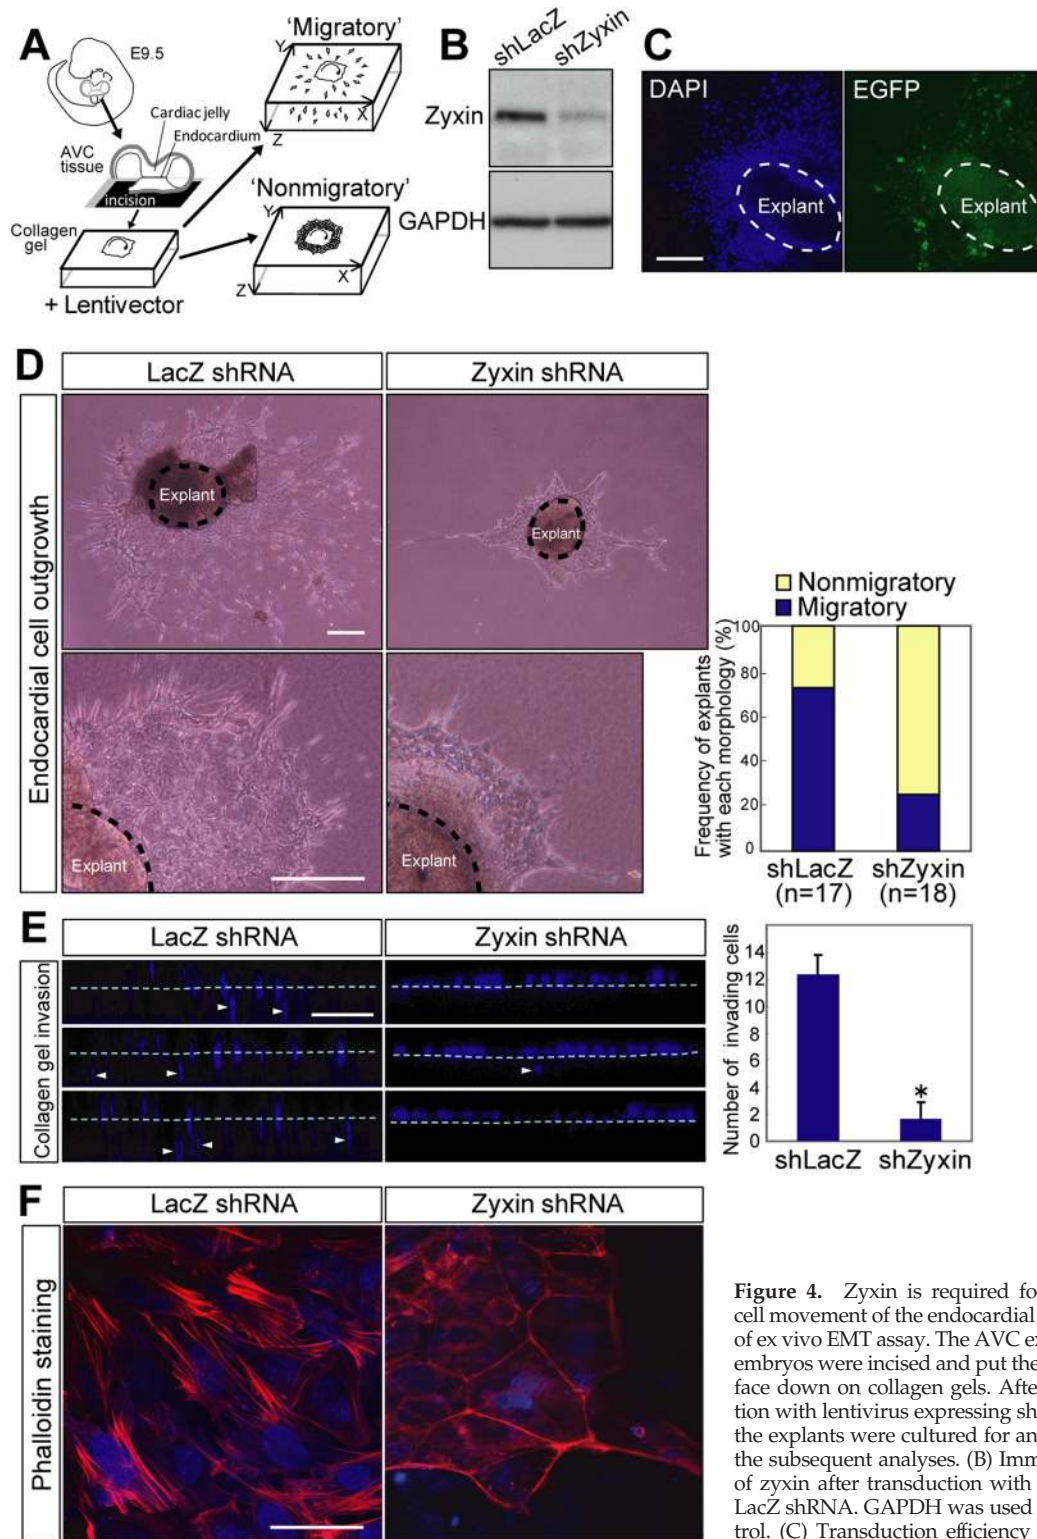 A
E9.5
Cardiac jelly
Endocardium
AVC
tissue
incision
Collagen
gel
+ Lentivector
'Migratory'
Y
X
Z
'Nonmigratory'
Y
X
Z
B
shLacZ
shZyxin
Zyxin
GAPDH
C
DAPI
EGFP
Explant
Explant
D
LacZ shRNA
Zyxin shRNA
Endocardial cell outgrowth
Explant
Explant
Explant
Explant
Nonmigratory
Migratory
Frequency of explants
with each morphology (%)
100
80
60
40
20
0
shLacZ
(n=17)
shZyxin
(n=18)
E
LacZ shRNA
Zyxin shRNA
Collagen gel invasion
Number of invading cells
14
12
10
8
6
4
2
0
*
shLacZ
shZyxin
F
LacZ shRNA
Zyxin shRNA
Phalloidin staining
Figure 4. Zyxin is required fo
cell movement of the endocardial
of ex vivo EMT assay. The AVC ex
embryos were incised and put the
face down on collagen gels. After
tion with lentivirus expressing sh
the explants were cultured for an
the subsequent analyses. (B) Imm
of zyxin after transduction with
LacZ shRNA. GAPDH was used
trol. (C) Transduction efficiency